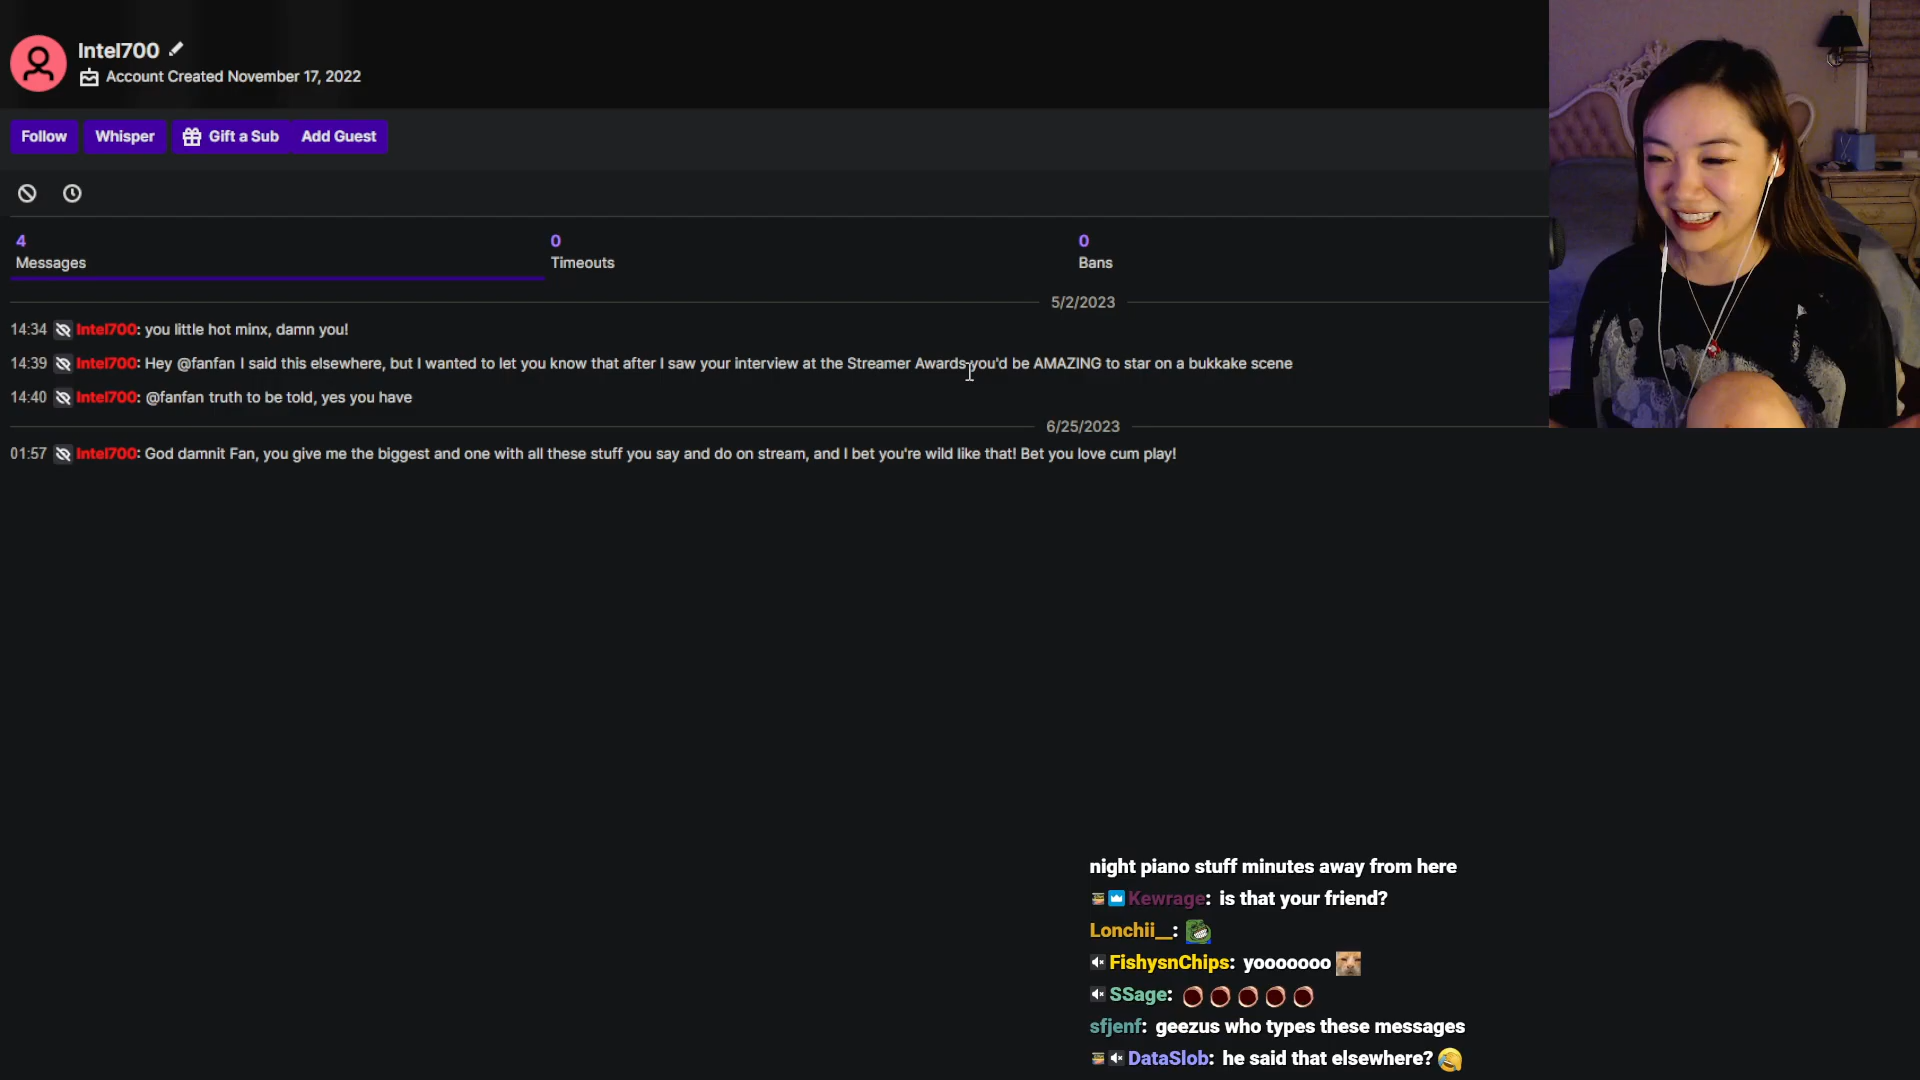 Intel700
Account Created November 17, 2022
Follow
Whisper
Gift a Sub
Add Guest
4
Messages
0
Timeouts
0
Bans
5/2/2023
14:34 Intel700: you little hot minx, damn you!
14:39 Intel700: Hey @fanfan I said this elsewhere, but I wanted to let you know that after I saw your interview at the Streamer Awards you'd be AMAZING to star on a bukkake scene
14:40 Intel700: @fanfan truth to be told, yes you have
6/25/2023
01:57 Intel700: God damnit Fan, you give me the biggest and one with all these stuff you say and do on stream, and I bet you're wild like that! Bet you love cum play!
night piano stuff minutes away from here
Kewrage: is that your friend?
Lonchii__:
FishysnChips: yooooooo
SSage:
sfjenf: geezus who types these messages
DataSlob: he said that elsewhere?